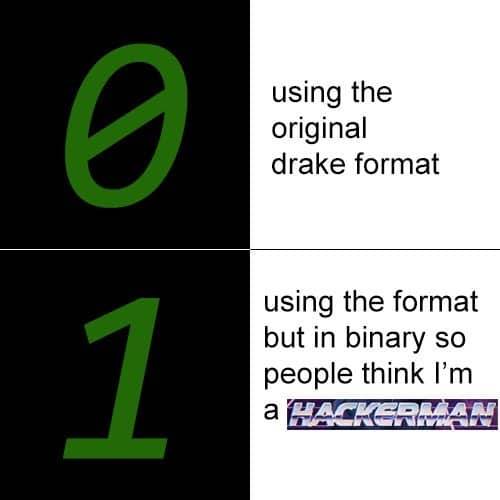 0
using the
original
drake format
1
using the format
but in binary so
people think I'm
a HACKERMAN